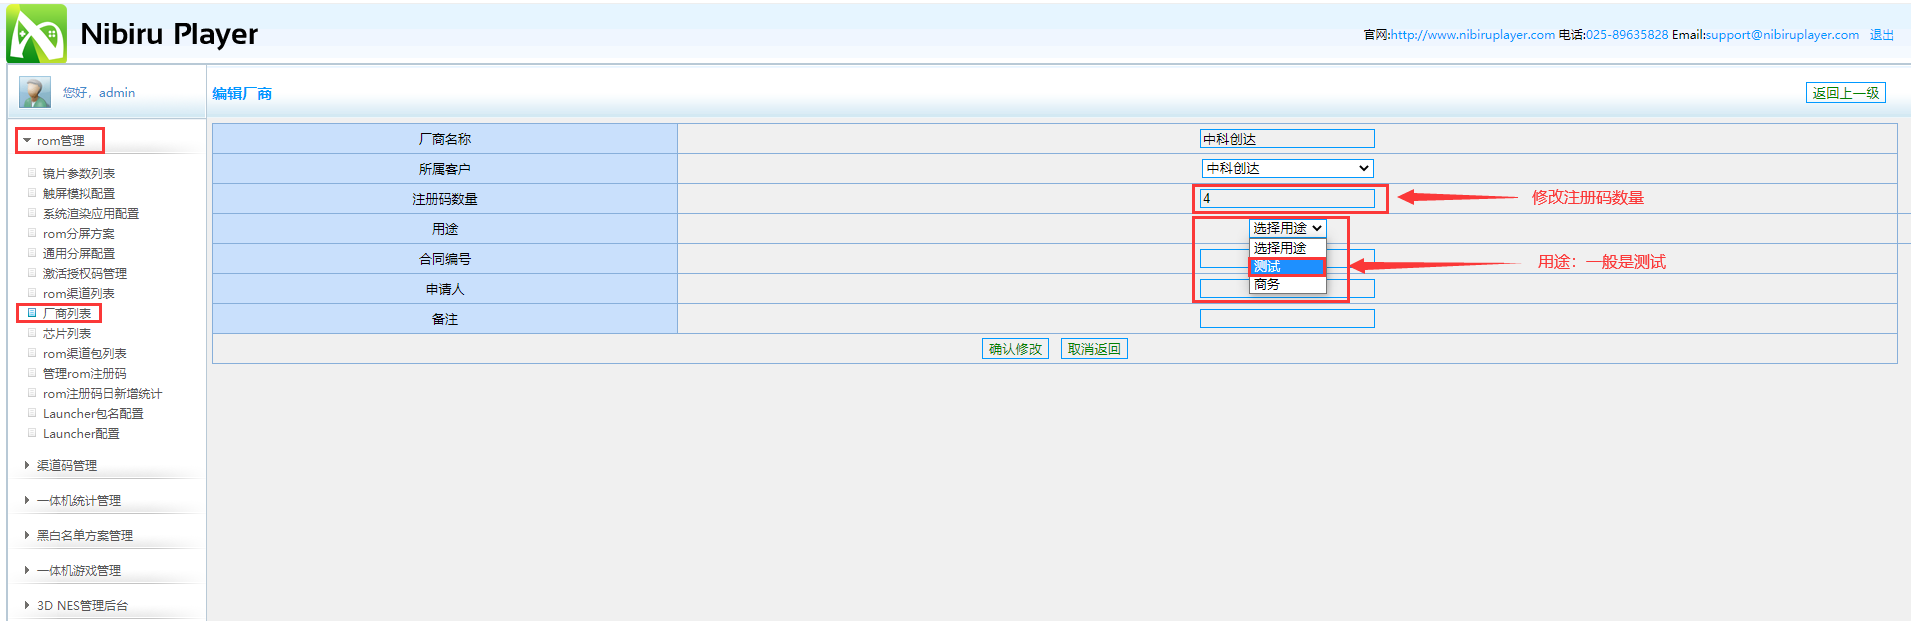 Nibiru Player
官网:http://www.nibiruplayer.com 电话:025-89635828 Email:support@nibiruplayer.com 退出
您好，admin
rom管理
镜片参数列表
触屏模拟配置
系统渲染应用配置
rom分屏方案
通用分屏配置
激活授权码管理
rom渠道列表
厂商列表
芯片列表
rom渠道包列表
管理rom注册码
rom注册码日新增统计
Launcher包名配置
Launcher配置
渠道码管理
一体机统计管理
黑白名单方案管理
一体机游戏管理
3D NES管理后台
编辑厂商
返回上一级
厂商名称 中科创达
所属客户 中科创达
注册码数量 4 修改注册码数量
用途 选择用途
选择用途
测试 用途：一般是测试
商务
合同编号
申请人
备注
确认修改 取消返回